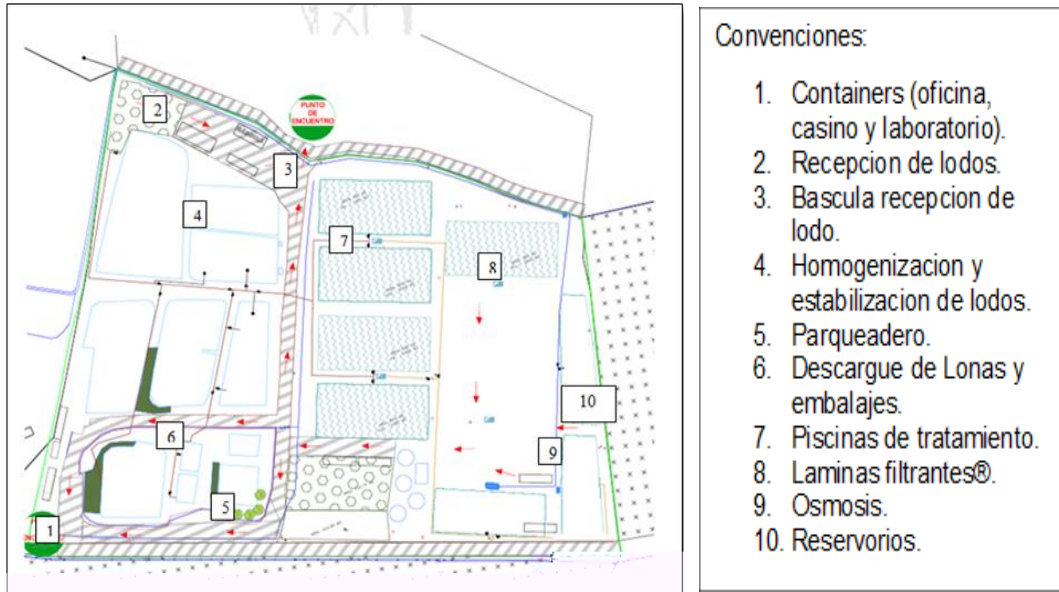 PUNTO
DE
ENCUENTRO
2
3
4
7
8
10
6
9
5
1
Convenciones:
1. Containers (oficina,
casino y laboratorio).
2. Recepcion de lodos.
3. Bascula recepcion de
lodo.
4. Homogenizacion y
estabilizacion de lodos.
5. Parqueadero.
6. Descargue de Lonas y
embalajes.
7. Piscinas de tratamiento.
8. Laminas filtrantes®.
9. Osmosis.
10. Reservorios.